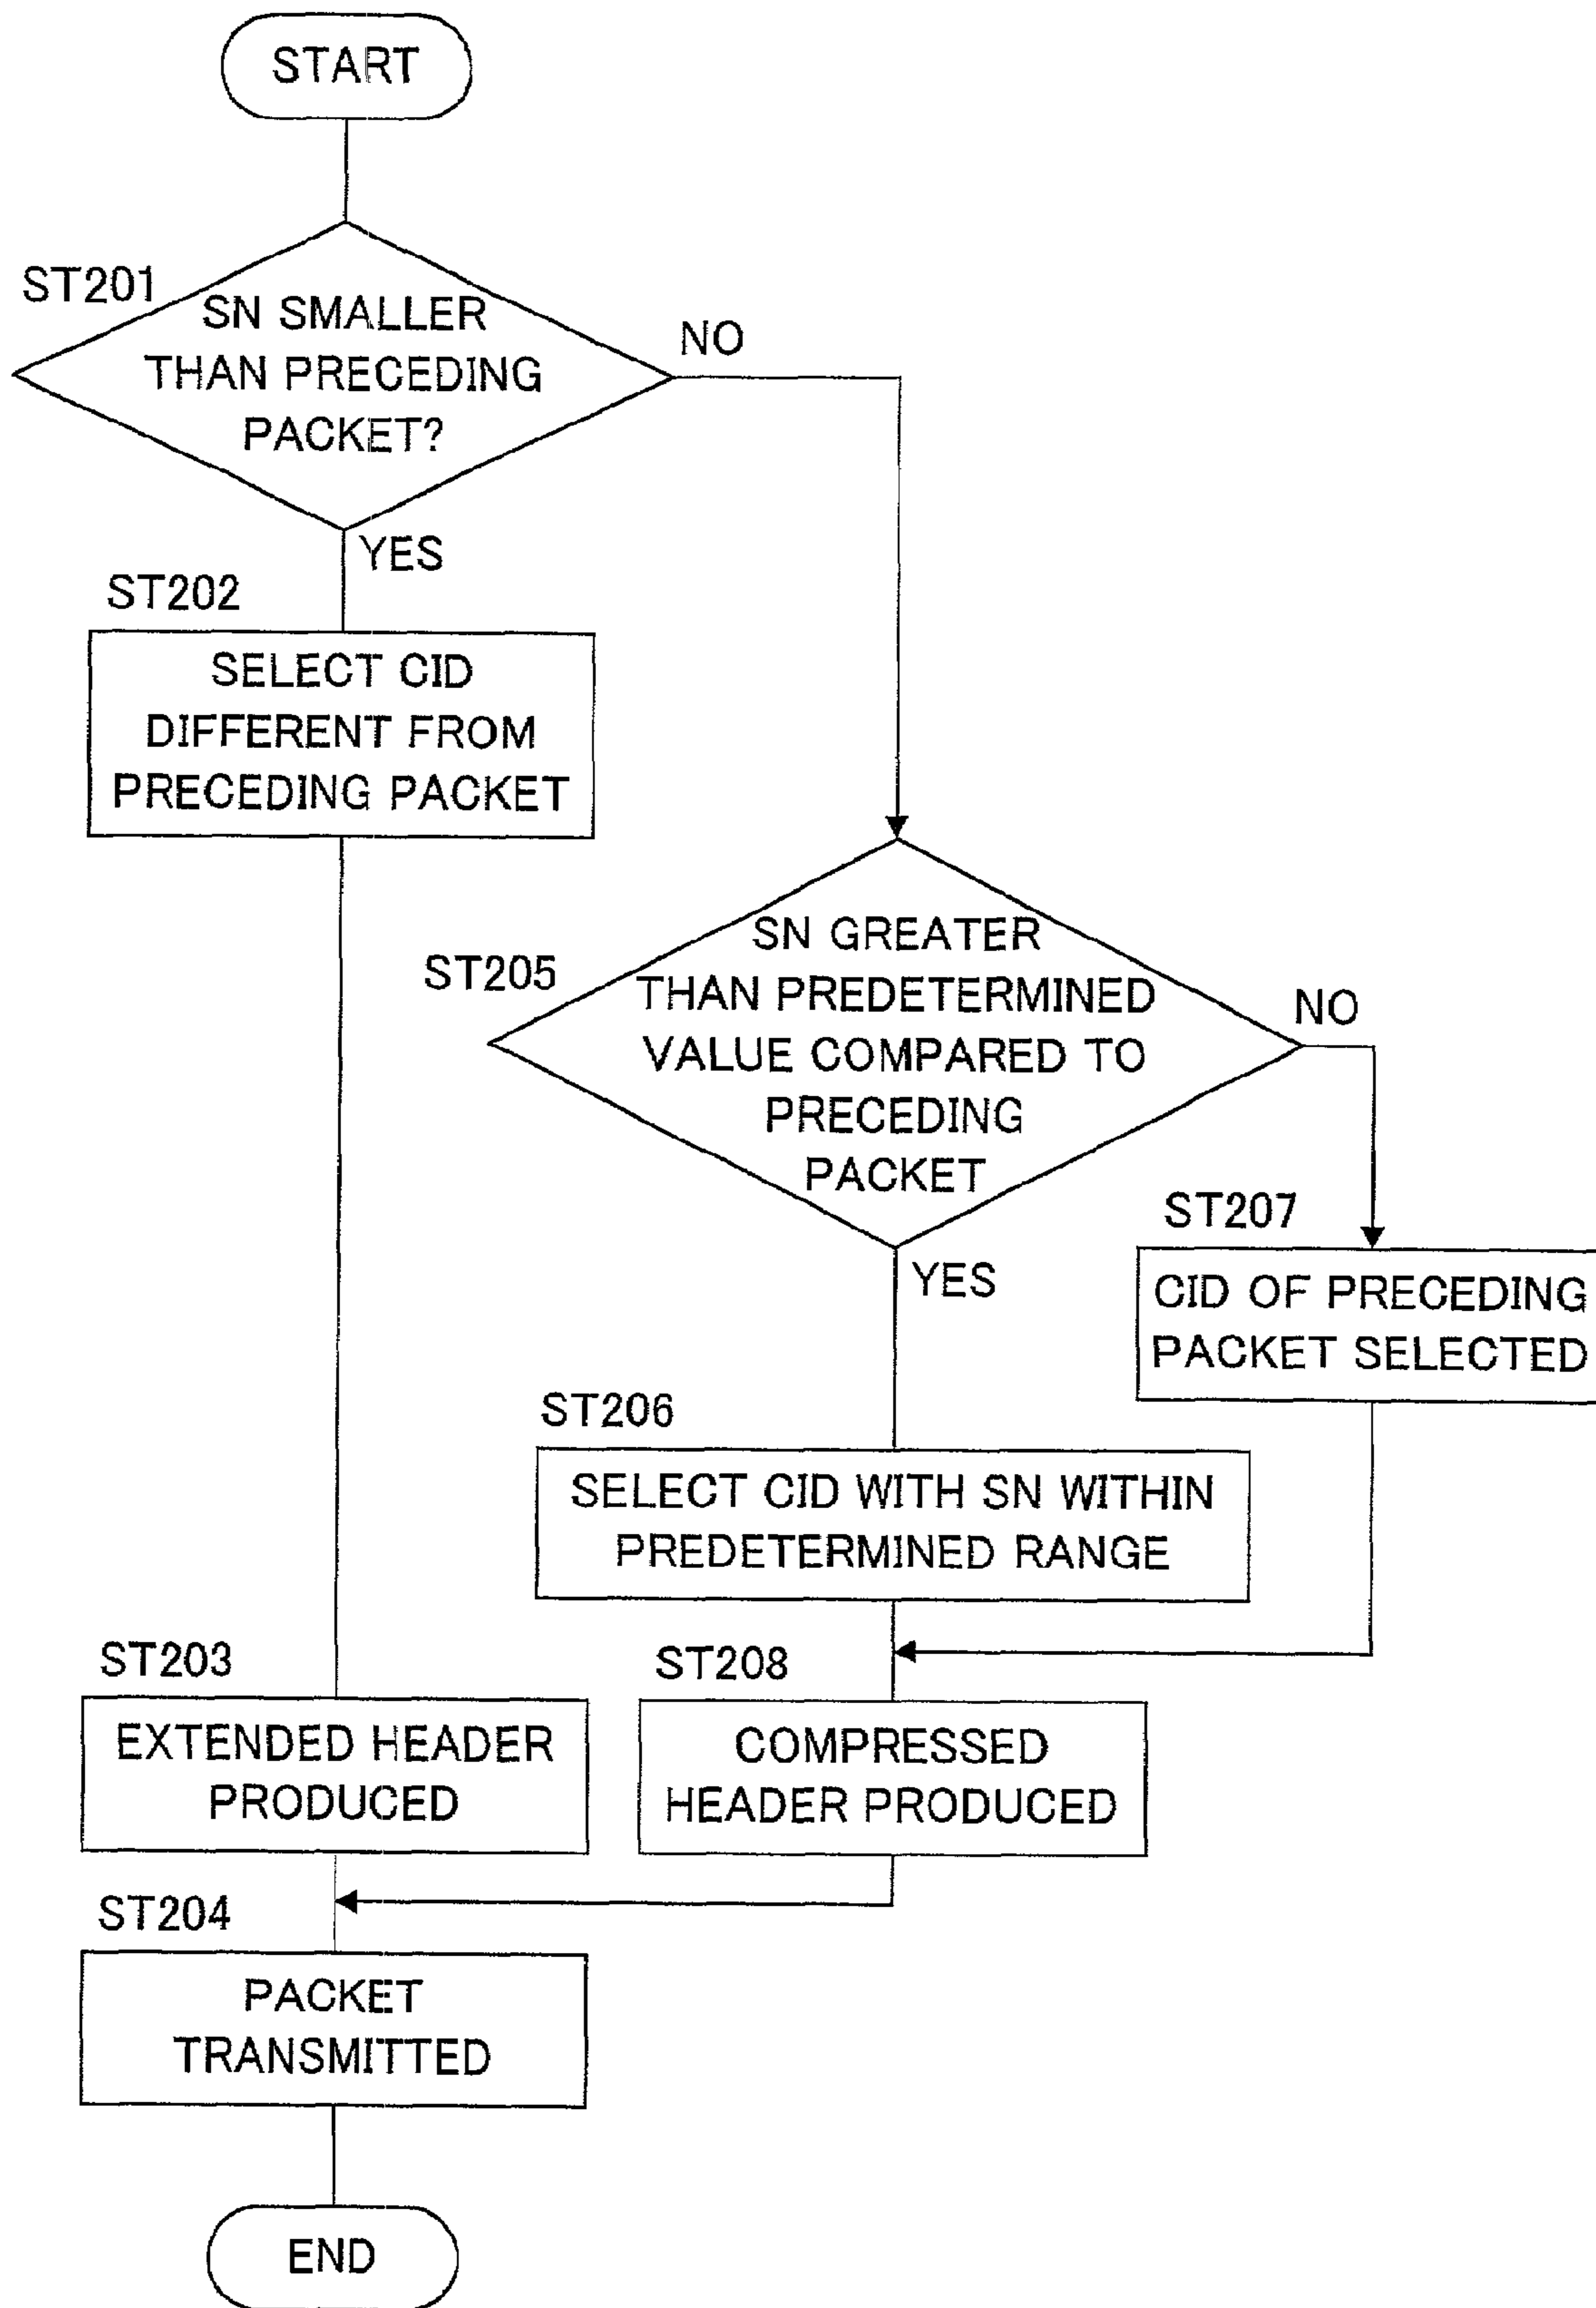 START
ST201
SN SMALLER
THAN PRECEDING
PACKET?
NO
YES
ST202
SELECT CID
DIFFERENT FROM
PRECEDING PACKET
ST205
SN GREATER
THAN PREDETERMINED
VALUE COMPARED TO
PRECEDING
PACKET
NO
YES
ST207
CID OF PRECEDING
PACKET SELECTED
ST206
SELECT CID WITH SN WITHIN
PREDETERMINED RANGE
ST203
EXTENDED HEADER
PRODUCED
ST208
COMPRESSED
HEADER PRODUCED
ST204
PACKET
TRANSMITTED
END